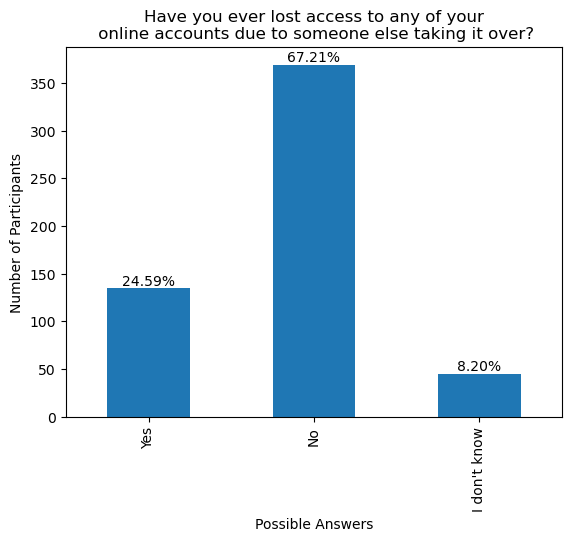 Have you ever lost access to any of your
online accounts due to someone else taking it over?
67.21%
24.59%
8.20%
350
300
250
200
150
100
50
0
Number of Participants
Yes
No
I don't know
Possible Answers